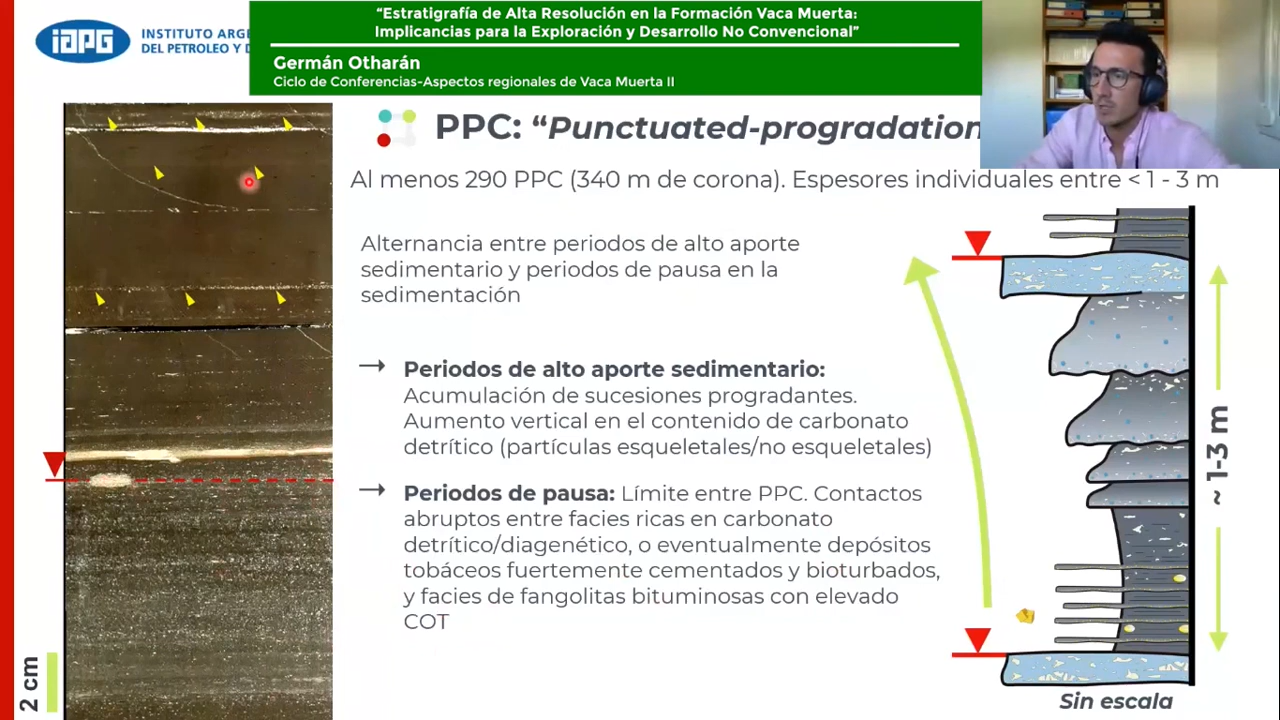 iAPG
INSTITUTO ARGE
DEL PETROLEO Y D
“Estratigrafía de Alta Resolución en la Formación Vaca Muerta:
Implicancias para la Exploración y Desarrollo No Convencional”
Germán Otharán
Ciclo de Conferencias-Aspectos regionales de Vaca Muerta II
PPC: “Punctuated-progradation
Al menos 290 PPC (340 m de corona). Espesores individuales entre < 1 - 3 m
Alternancia entre periodos de alto aporte
sedimentario y periodos de pausa en la
sedimentación
→ Periodos de alto aporte sedimentario:
Acumulación de sucesiones progradantes.
Aumento vertical en el contenido de carbonato
detrítico (partículas esqueletales/no esqueletales)
→ Periodos de pausa: Límite entre PPC. Contactos
abruptos entre facies ricas en carbonato
detrítico/diagenético, o eventualmente depósitos
tobáceos fuertemente cementados y bioturbados,
y facies de fangolitas bituminosas con elevado
COT
2 cm
~ 1-3 m
Sin escala